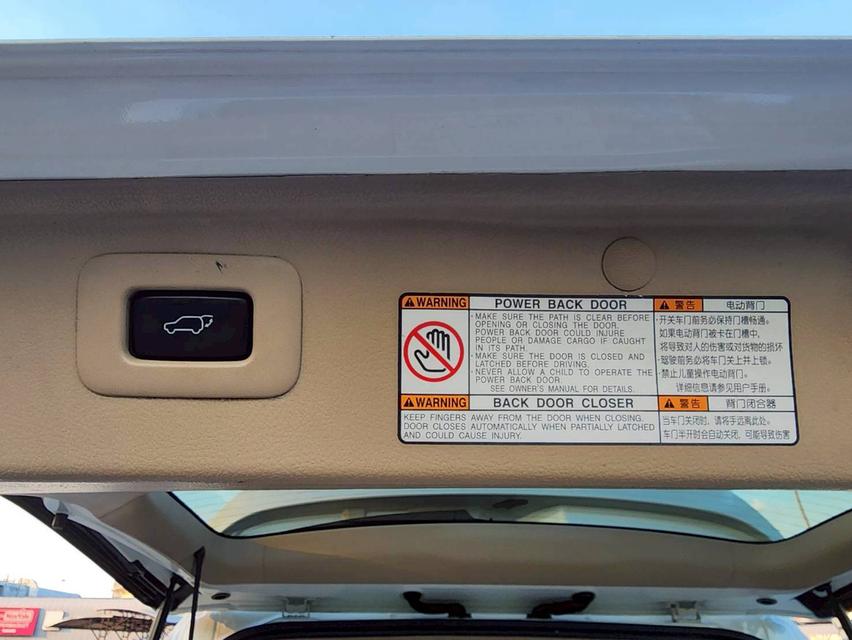 WARNING POWER BACK DOOR
· MAKE SURE THE PATH IS CLEAR BEFORE
OPENING OR CLOSING THE DOOR.
POWER BACK DOOR COULD INJURE
PEOPLE OR DAMAGE CARGO IF CAUGHT
IN ITS PATH.
· MAKE SURE THE DOOR IS CLOSED AND
LATCHED BEFORE DRIVING.
· NEVER ALLOW A CHILD TO OPERATE THE
POWER BACK DOOR.
SEE OWNER'S MANUAL FOR DETAILS.
警告 电动背门
·开关车门前务必保持门槽畅通。
如果电动背门被卡在门槽中,
将导致对人的伤害或对货物的损坏
·驾驶前务必将车门关上并上锁。
·禁止儿童操作电动背门。
详细信息请参见用户手册。
WARNING BACK DOOR CLOSER
KEEP FINGERS AWAY FROM THE DOOR WHEN CLOSING.
DOOR CLOSES AUTOMATICALLY WHEN PARTIALLY LATCHED
AND COULD CAUSE INJURY.
警告 背门闭合器
当车门关闭时, 请将手远离此处。
车门半开时会自动关闭, 可能导致伤害